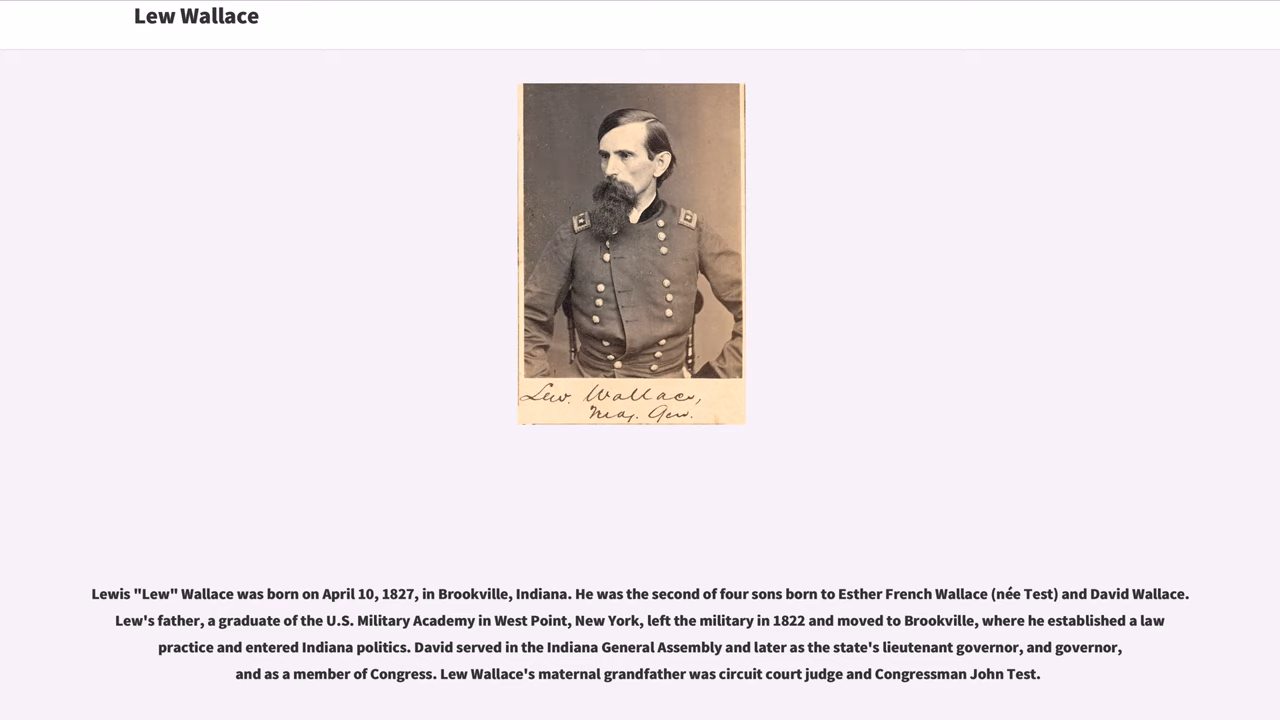 Lew Wallace
Lew. Wallace,
Maj. Gen.
Lewis "Lew" Wallace was born on April 10, 1827, in Brookville, Indiana. He was the second of four sons born to Esther French Wallace (née Test) and David Wallace.
Lew's father, a graduate of the U.S. Military Academy in West Point, New York, left the military in 1822 and moved to Brookville, where he established a law
practice and entered Indiana politics. David served in the Indiana General Assembly and later as the state's lieutenant governor, and governor,
and as a member of Congress. Lew Wallace's maternal grandfather was circuit court judge and Congressman John Test.